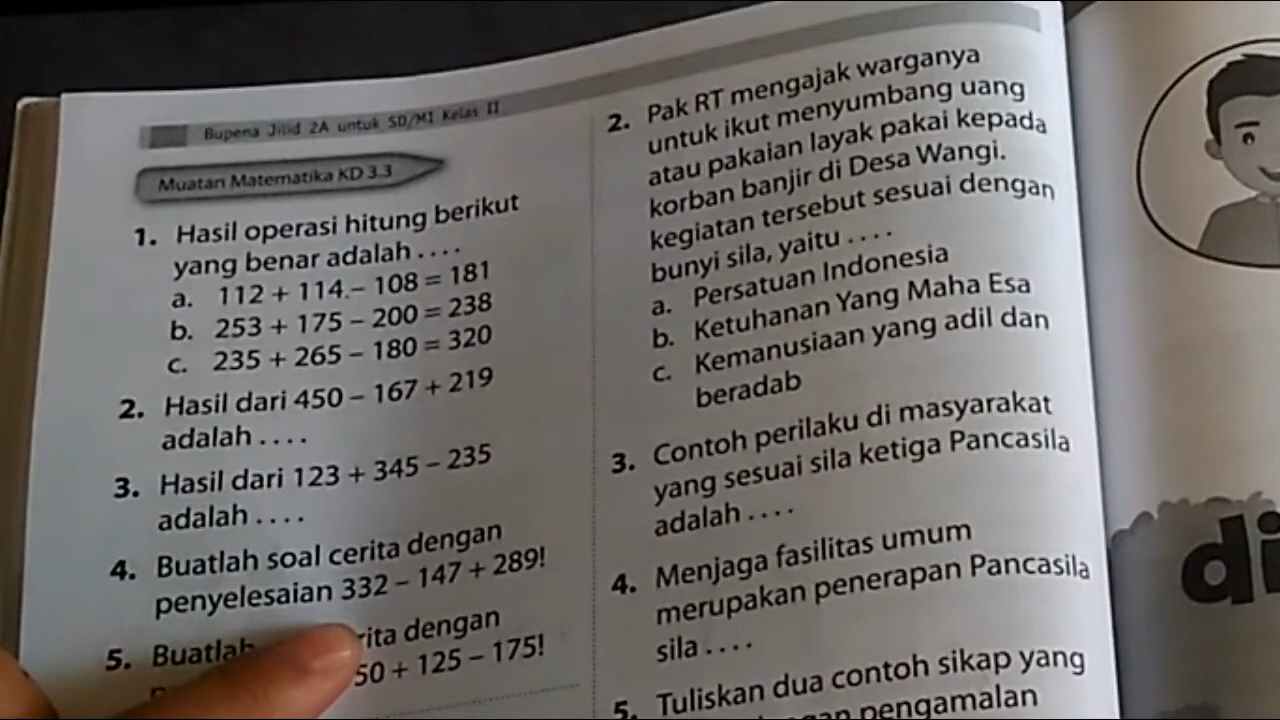 Bupena Jilid 2A untuk SD/MI Kelas II
Muatan Matematika KD 3.3
1. Hasil operasi hitung berikut
yang benar adalah . . . .
a. 112 + 114 – 108 = 181
b. 253 + 175 – 200 = 238
c. 235 + 265 – 180 = 320
2. Hasil dari 450 – 167 + 219
adalah . . . .
3. Hasil dari 123 + 345 – 235
adalah . . . .
4. Buatlah soal cerita dengan
penyelesaian 332 – 147 + 289!
5. Buatlah rita dengan
50 + 125 – 175!
2. Pak RT mengajak warganya
untuk ikut menyumbang uang
atau pakaian layak pakai kepada
korban banjir di Desa Wangi.
kegiatan tersebut sesuai dengan
bunyi sila, yaitu . . . .
a. Persatuan Indonesia
b. Ketuhanan Yang Maha Esa
c. Kemanusiaan yang adil dan
beradab
3. Contoh perilaku di masyarakat
yang sesuai sila ketiga Pancasila
adalah . . . .
4. Menjaga fasilitas umum
merupakan penerapan Pancasila
sila . . . .
5. Tuliskan dua contoh sikap yang
an pengamalan
di